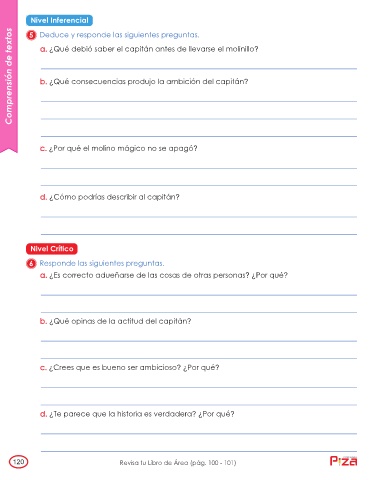 Comprensión de textos
Nivel Inferencial
5 Deduce y responde las siguientes preguntas.
a. ¿Qué debió saber el capitán antes de llevarse el molinillo?
b. ¿Qué consecuencias produjo la ambición del capitán?
c. ¿Por qué el molino mágico no se apagó?
d. ¿Cómo podrías describir al capitán?
Nivel Crítico
6 Responde las siguientes preguntas.
a. ¿Es correcto adueñarse de las cosas de otras personas? ¿Por qué?
b. ¿Qué opinas de la actitud del capitán?
c. ¿Crees que es bueno ser ambicioso? ¿Por qué?
d. ¿Te parece que la historia es verdadera? ¿Por qué?
120
Revisa tu Libro de Área (pág. 100 - 101)